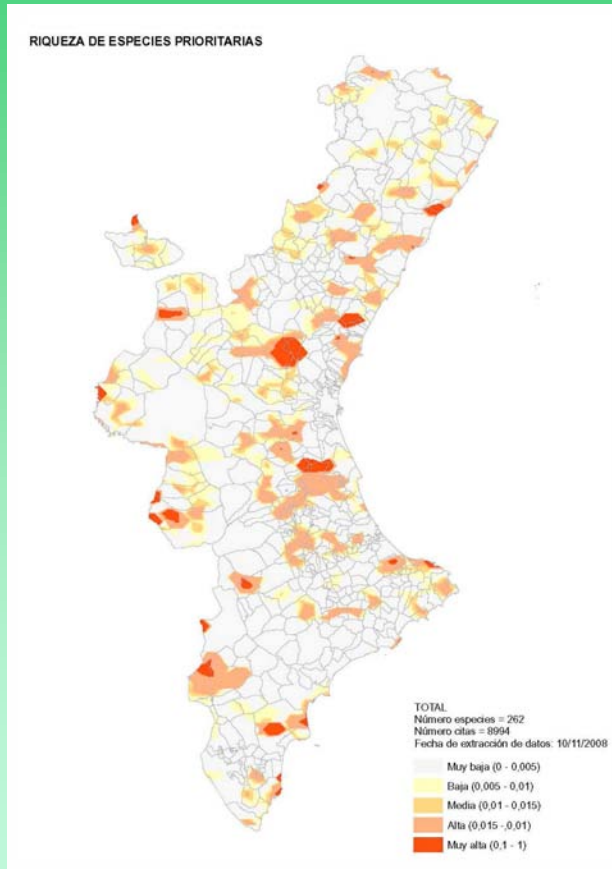 RIQUEZA DE ESPECIES PRIORITARIAS
TOTAL
Número especies = 262
Número citas = 8994
Fecha de extracción de datos: 10/11/2008
Muy baja (0 - 0,005)
Baja (0,005 - 0,01)
Media (0,01 - 0,015)
Alta (0,015 -,0,01)
Muy alta (0,1 - 1)